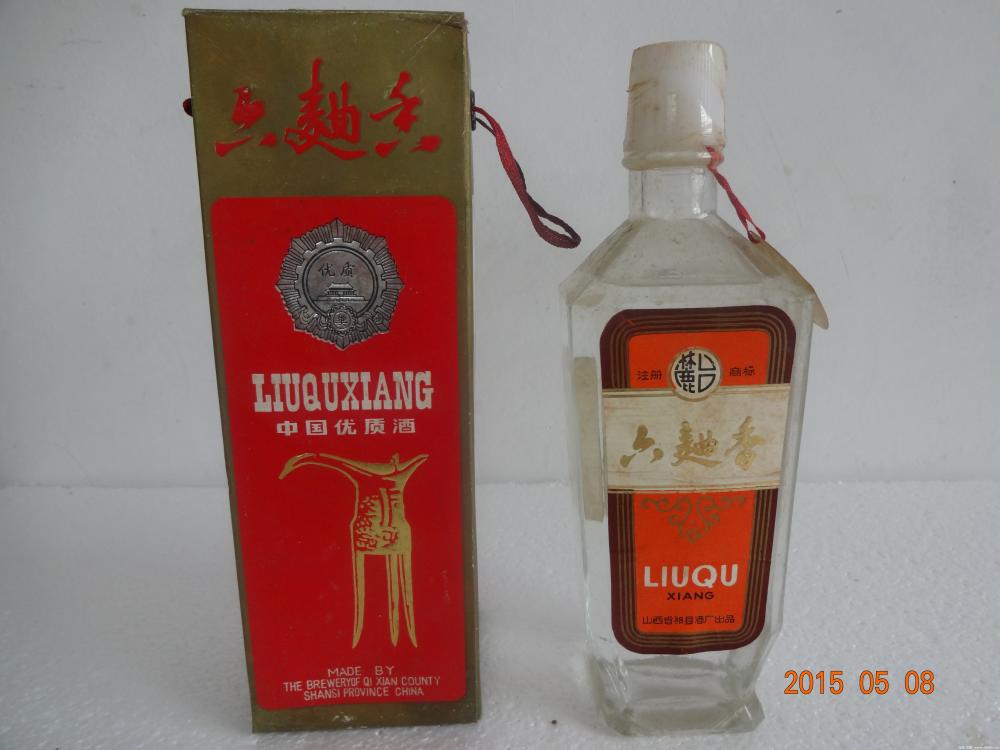 六麯香
优质
LIUQUXIANG
中国优质酒
MADE BY
THE BREWERYOF QI XIAN COUNTY
SHANSI PROVINCE CHINA
注册
商标
六麯香
LIUQU
XIANG
山西省祁县酒厂出品
2015 05 08